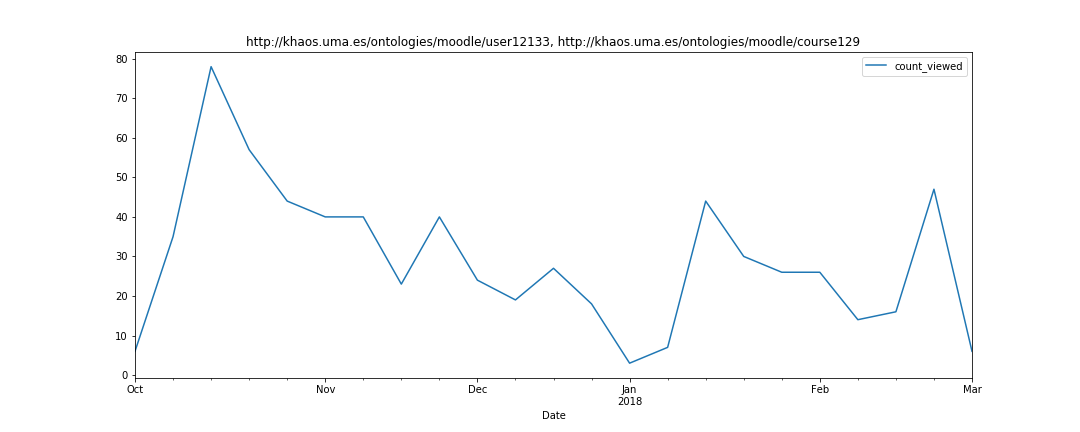 http://khaos.uma.es/ontologies/moodle/user12133, http://khaos.uma.es/ontologies/moodle/course129
count_viewed
80
70
60
50
40
30
20
10
0
Oct Nov Dec Jan Feb Mar
2018
Date